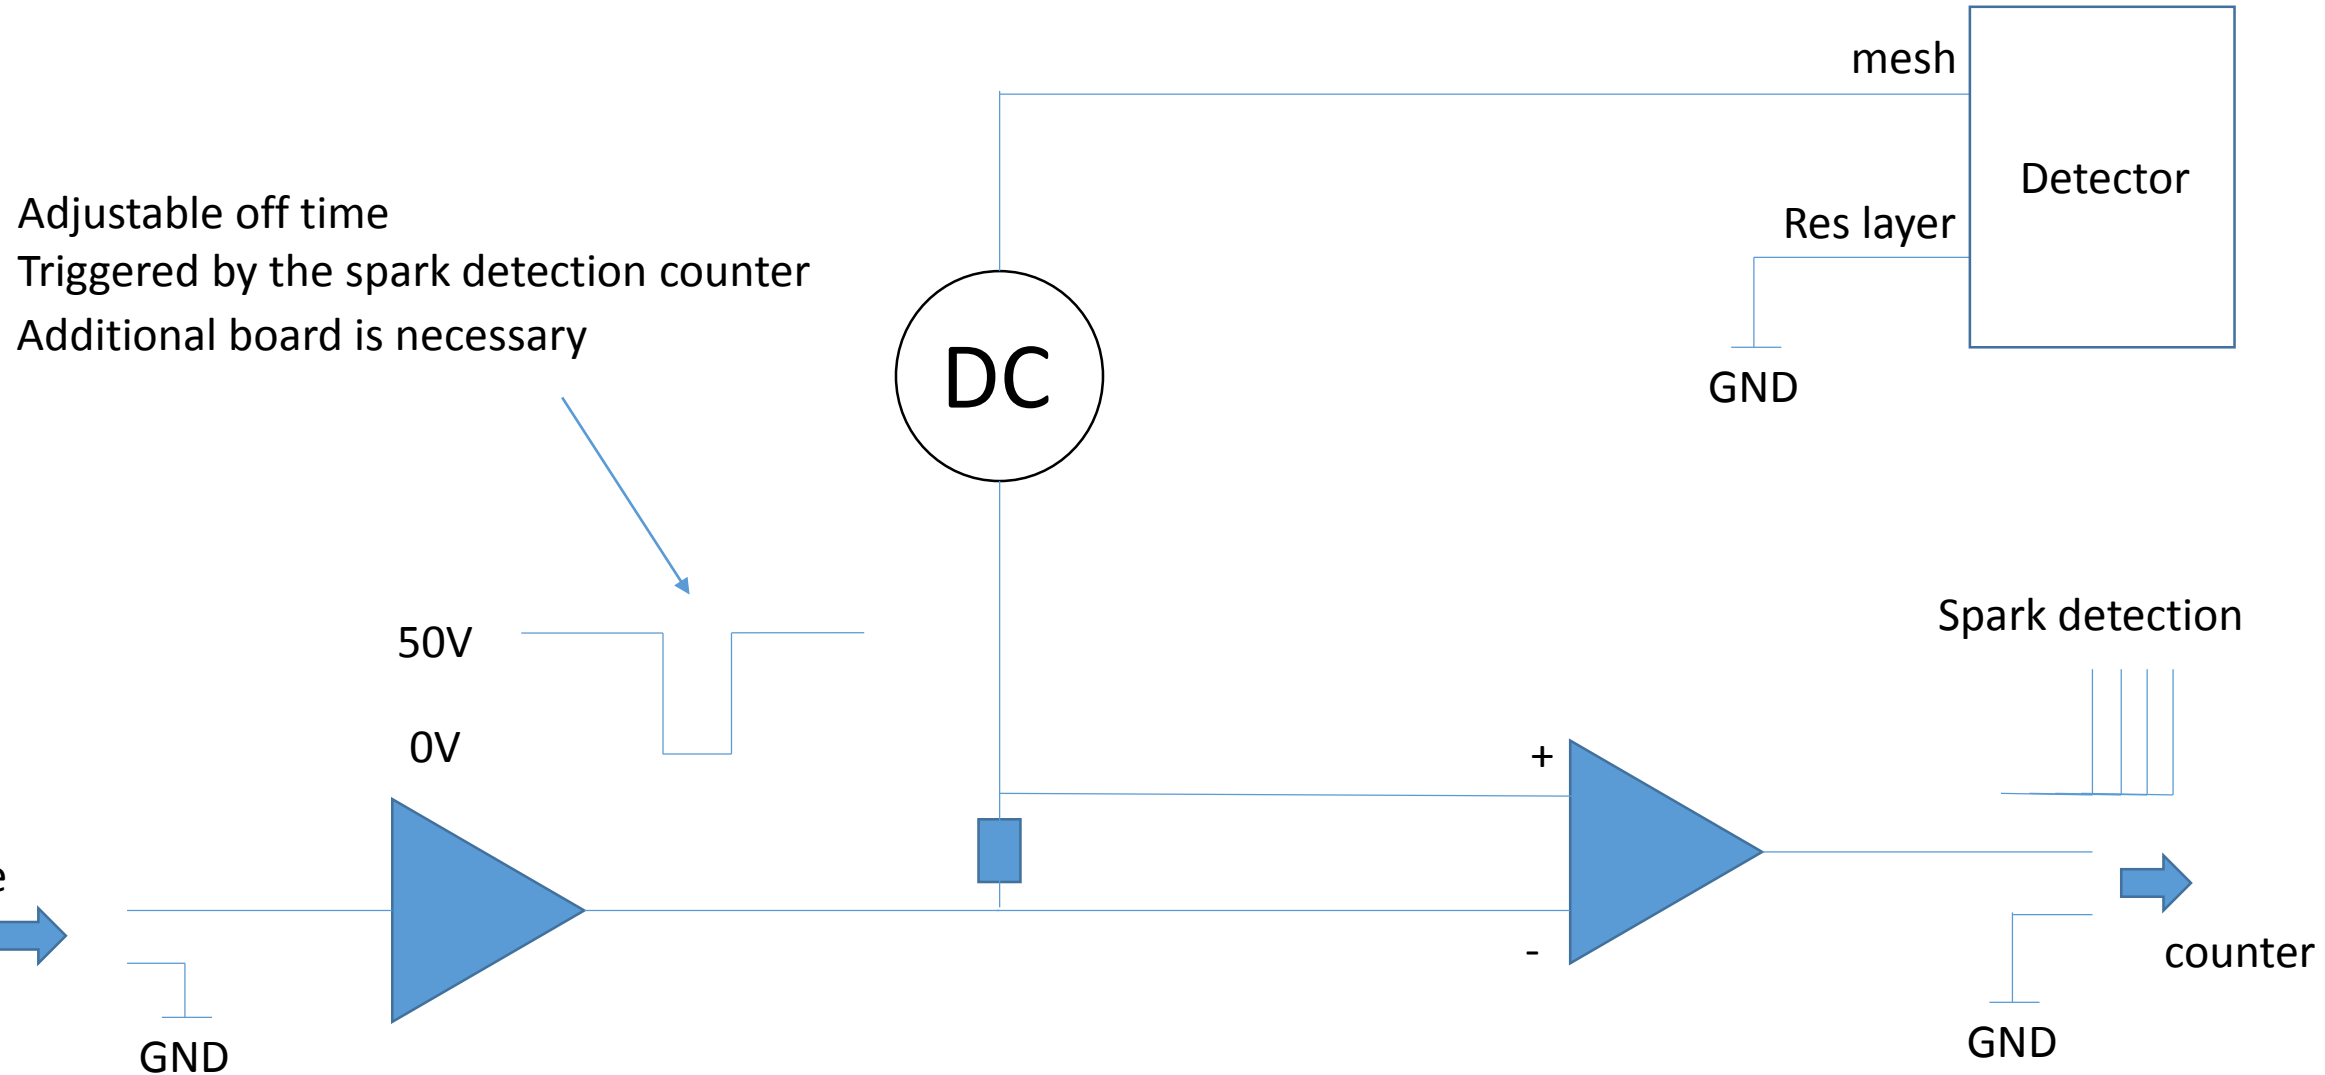 mesh
Detector
Res layer
GND
Adjustable off time
Triggered by the spark detection counter
Additional board is necessary
DC
50V
0V
Spark detection
+
-
counter
GND
GND